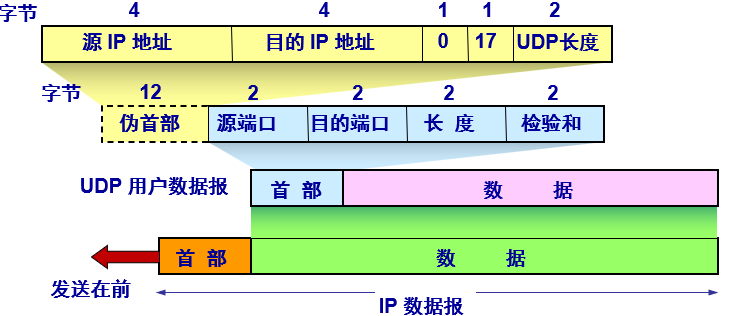 字节 4 4 1 1 2
源 IP 地址 目的 IP 地址 0 17 UDP长度
字节 12 2 2 2 2
伪首部 源端口 目的端口 长 度 检验和
UDP 用户数据报 首 部 数 据
首 部 数 据
发送在前
IP 数据报